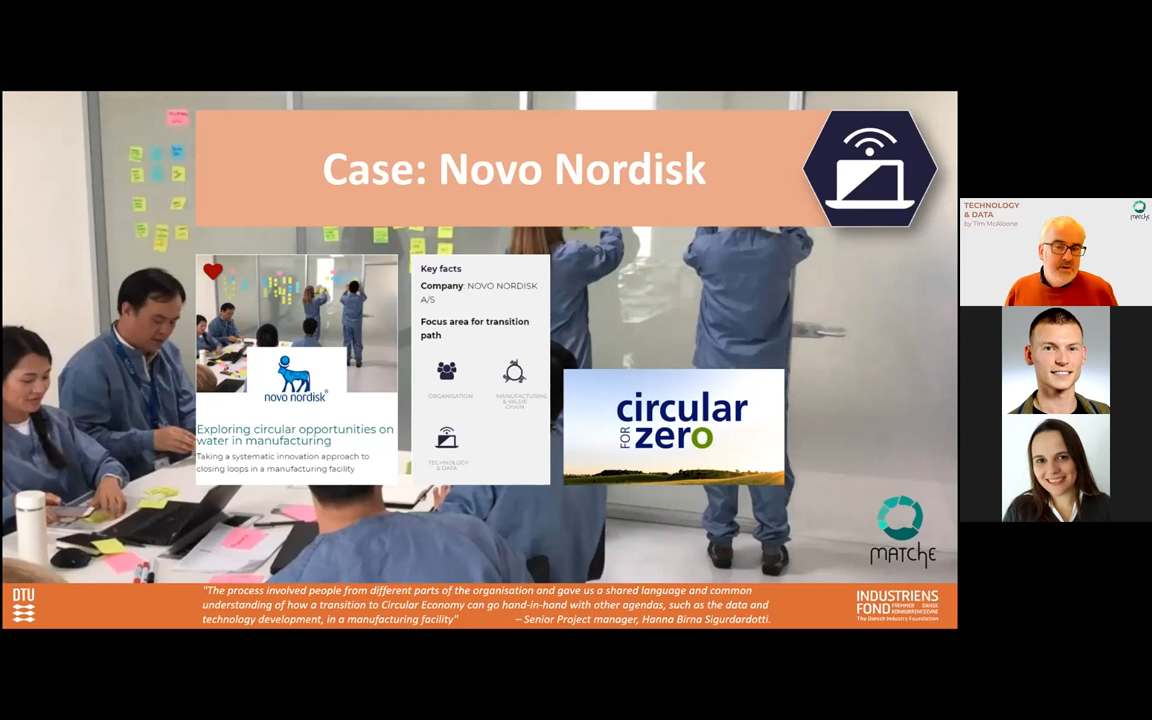 Case: Novo Nordisk
Key facts
Company: NOVO NORDISK
A/S
Focus area for transition
path
ORGANISATION
MANUFACTURING
& VALUE
CHAIN
TECHNOLOGY
& DATA
novo nordisk®
Exploring circular opportunities on
water in manufacturing
Taking a systematic innovation approach to
closing loops in a manufacturing facility
circular
FOR
zero
MATChE
DTU
"The process involved people from different parts of the organisation and gave us a shared language and common
understanding of how a transition to Circular Economy can go hand-in-hand with other agendas, such as the data and
technology development, in a manufacturing facility" – Senior Project manager, Hanna Birna Sigurdardotti.
INDUSTRIENS
FOND
FREMMER DANSK
KONKURRENCEEVNE
The Danish Industry Foundation
TECHNOLOGY
& DATA
by Tim McAloone
MATChE